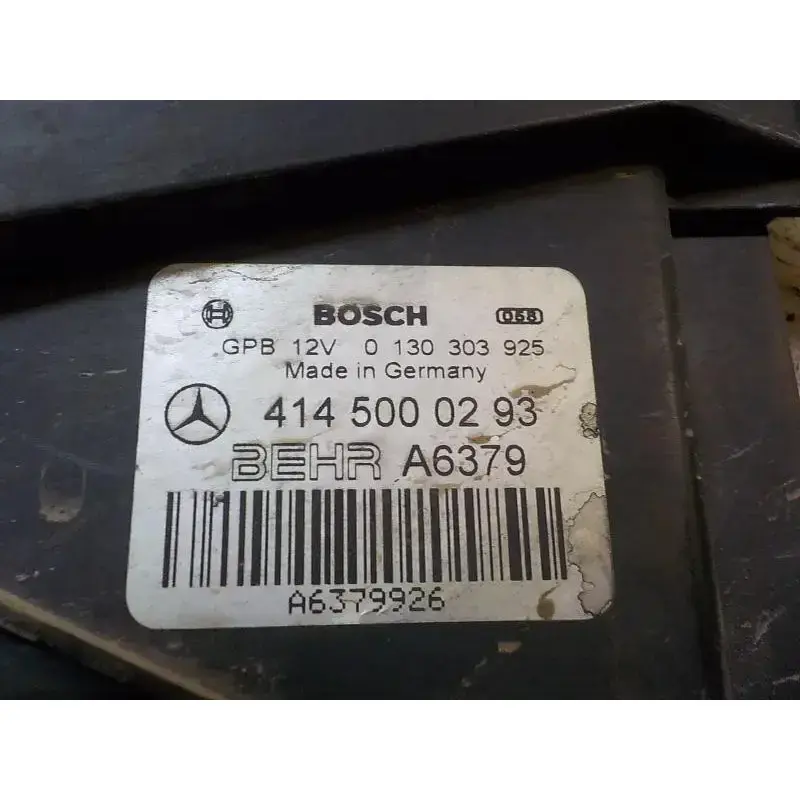 BOSCH 058
GPB 12V 0 130 303 925
Made in Germany
414 500 02 93
BEHR A6379
A6379926